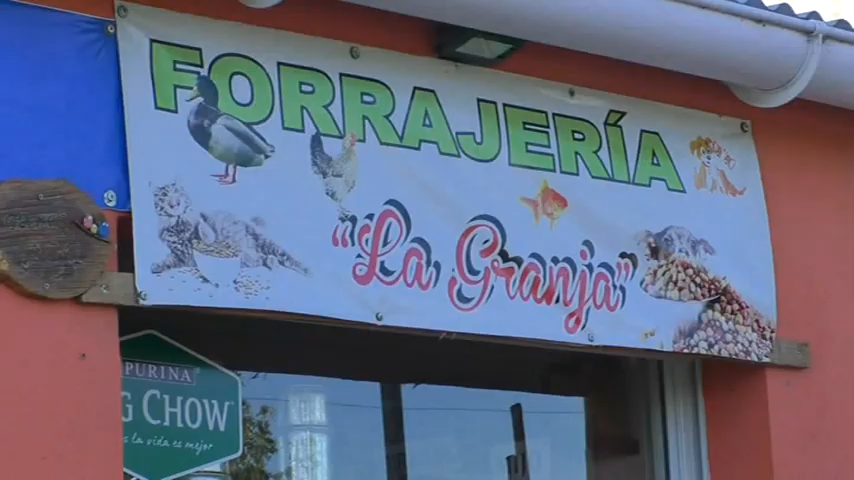 FORRAJERÍA
"La Granja"
PURINA
G CHOW
a la vida es mejor